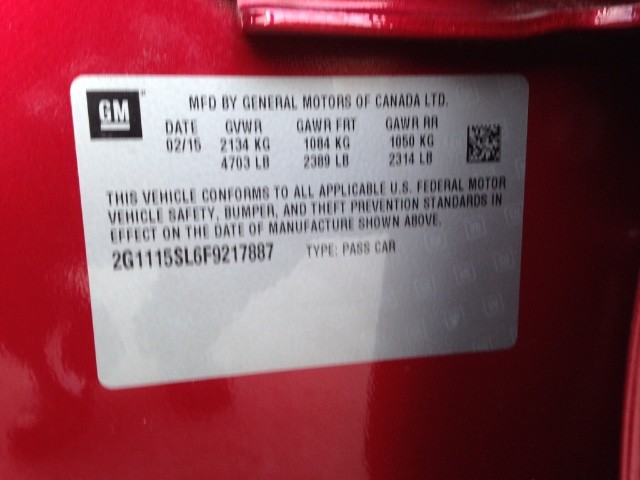 GM MFD BY GENERAL MOTORS OF CANADA LTD.
DATE GVWR GAWR FRT GAWR RR
02/15 2134 KG 1084 KG 1050 KG
4703 LB 2389 LB 2314 LB
THIS VEHICLE CONFORMS TO ALL APPLICABLE U.S. FEDERAL MOTOR
VEHICLE SAFETY, BUMPER, AND THEFT PREVENTION STANDARDS IN
EFFECT ON THE DATE OF MANUFACTURE SHOWN ABOVE.
2G1115SL6F9217887 TYPE: PASS CAR